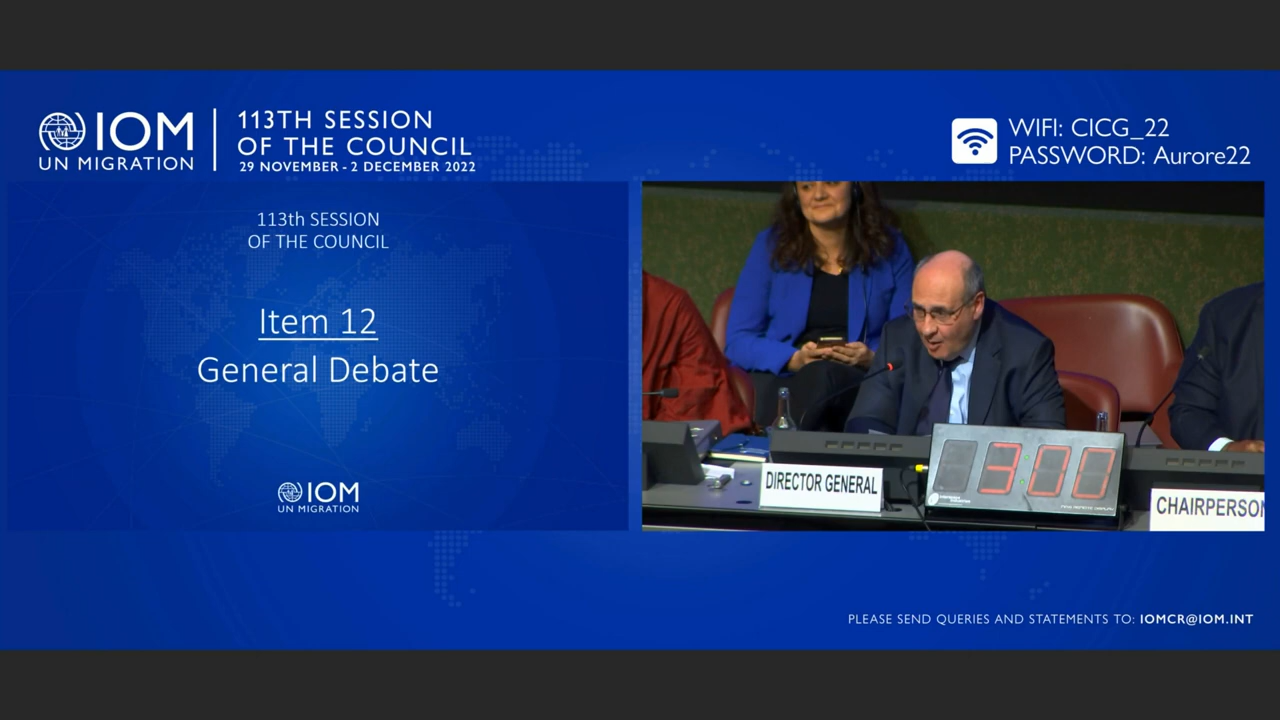 IOM
UN MIGRATION
113TH SESSION
OF THE COUNCIL
29 NOVEMBER - 2 DECEMBER 2022
WIFI: CICG_22
PASSWORD: Aurore22
113th SESSION
OF THE COUNCIL
Item 12
General Debate
IOM
UN MIGRATION
DIRECTOR GENERAL
3:00
CHAIRPERSON
PLEASE SEND QUERIES AND STATEMENTS TO: IOMCR@IOM.INT